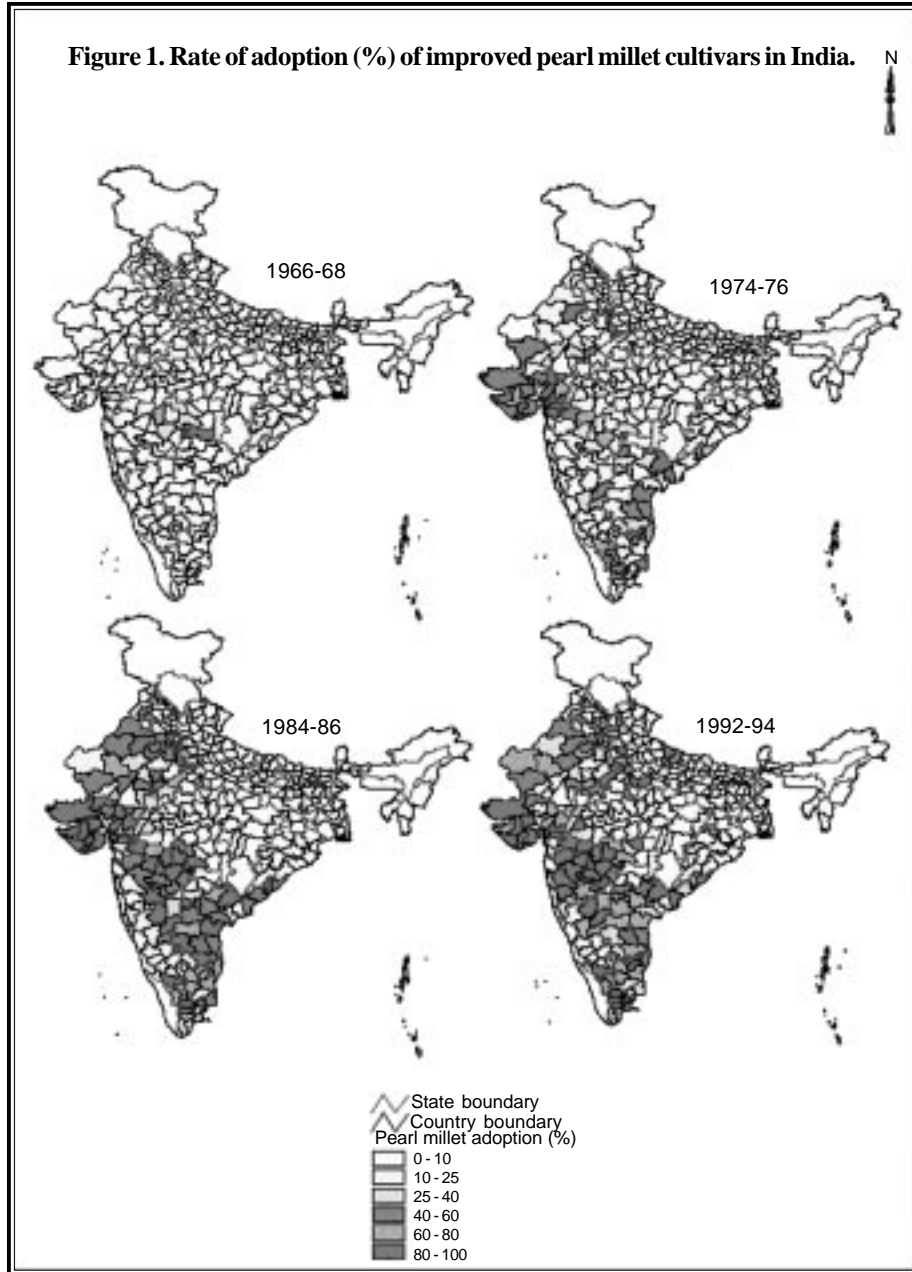 Figure 1. Rate of adoption (%) of improved pearl millet cultivars in India.
N
1966-68
1974-76
1984-86
1992-94
State boundary
Country boundary
Pearl millet adoption (%)
0 - 10
10 - 25
25 - 40
40 - 60
60 - 80
80 - 100